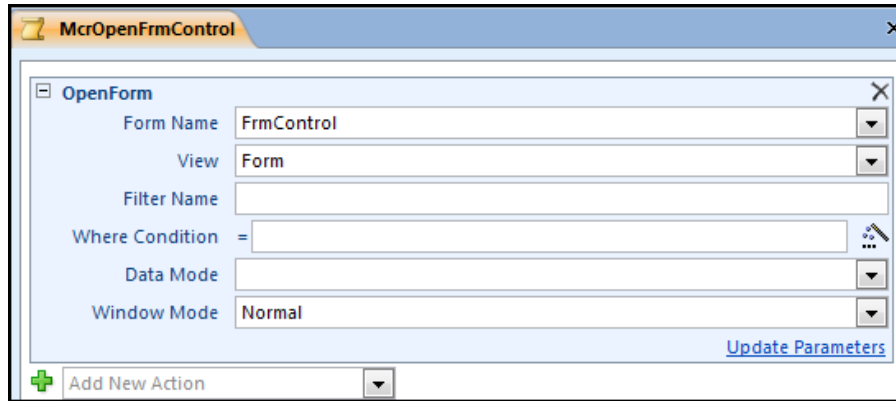 McrOpenFrmControl
OpenForm
Form Name FrmControl
View Form
Filter Name
Where Condition =
Data Mode
Window Mode Normal
Update Parameters
Add New Action